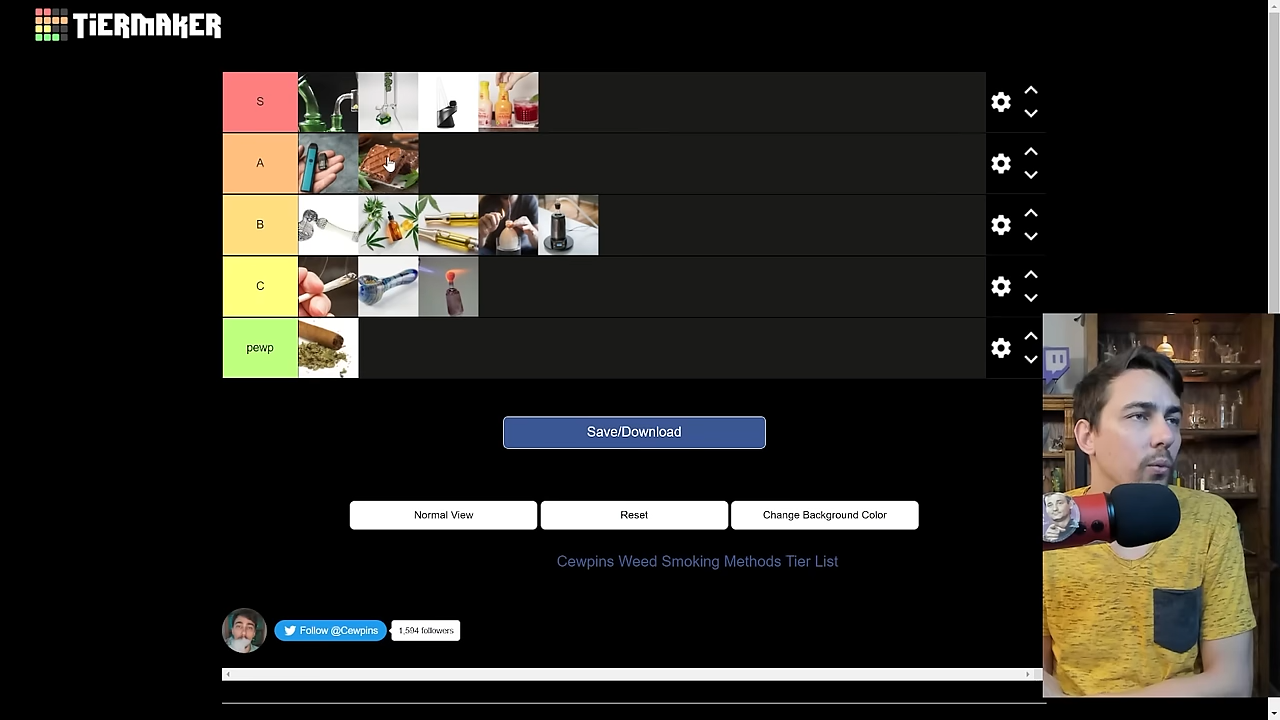 TIERMAKER
S
A
B
C
pewp
Save/Download
Normal View
Reset
Change Background Color
Cewpins Weed Smoking Methods Tier List
Follow @Cewpins
1,594 followers